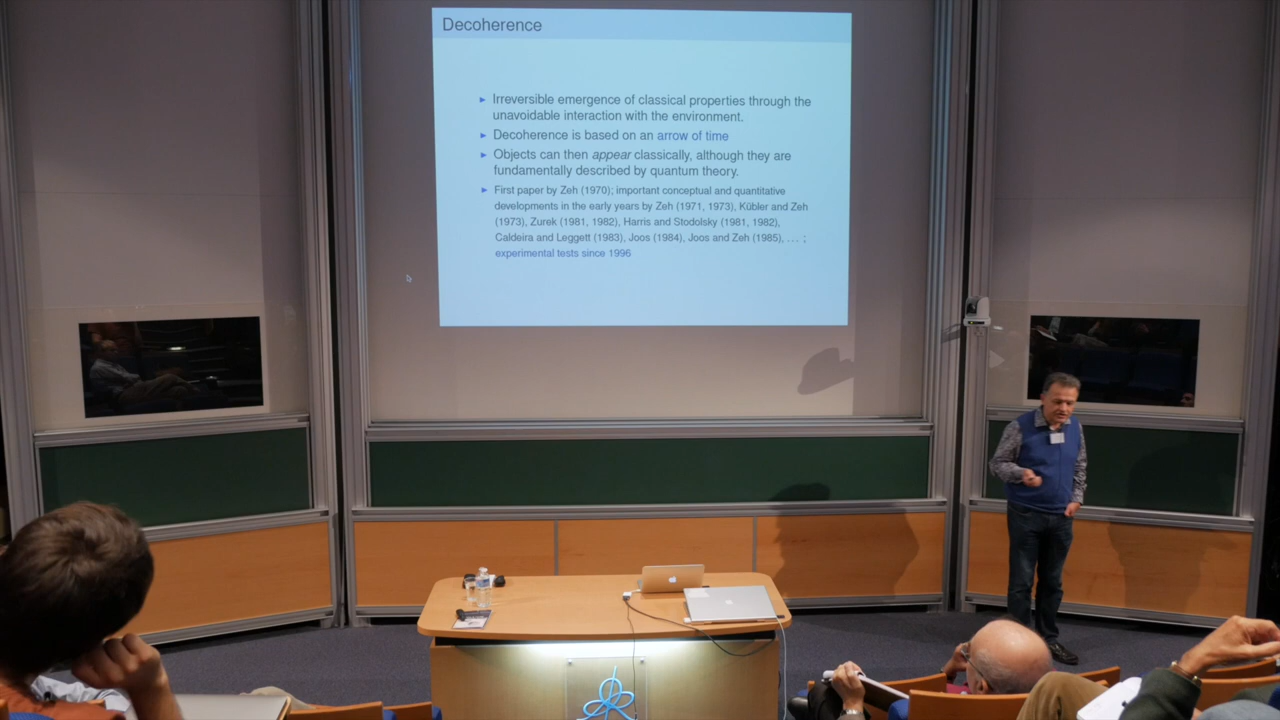 Decoherence
► Irreversible emergence of classical properties through the
unavoidable interaction with the environment.
► Decoherence is based on an arrow of time
► Objects can then appear classically, although they are
fundamentally described by quantum theory.
► First paper by Zeh (1970); important conceptual and quantitative
developments in the early years by Zeh (1971, 1973), Kübler and Zeh
(1973), Zurek (1981, 1982), Harris and Stodolsky (1981, 1982),
Caldeira and Leggett (1983), Joos (1984), Joos and Zeh (1985), ... ;
experimental tests since 1996